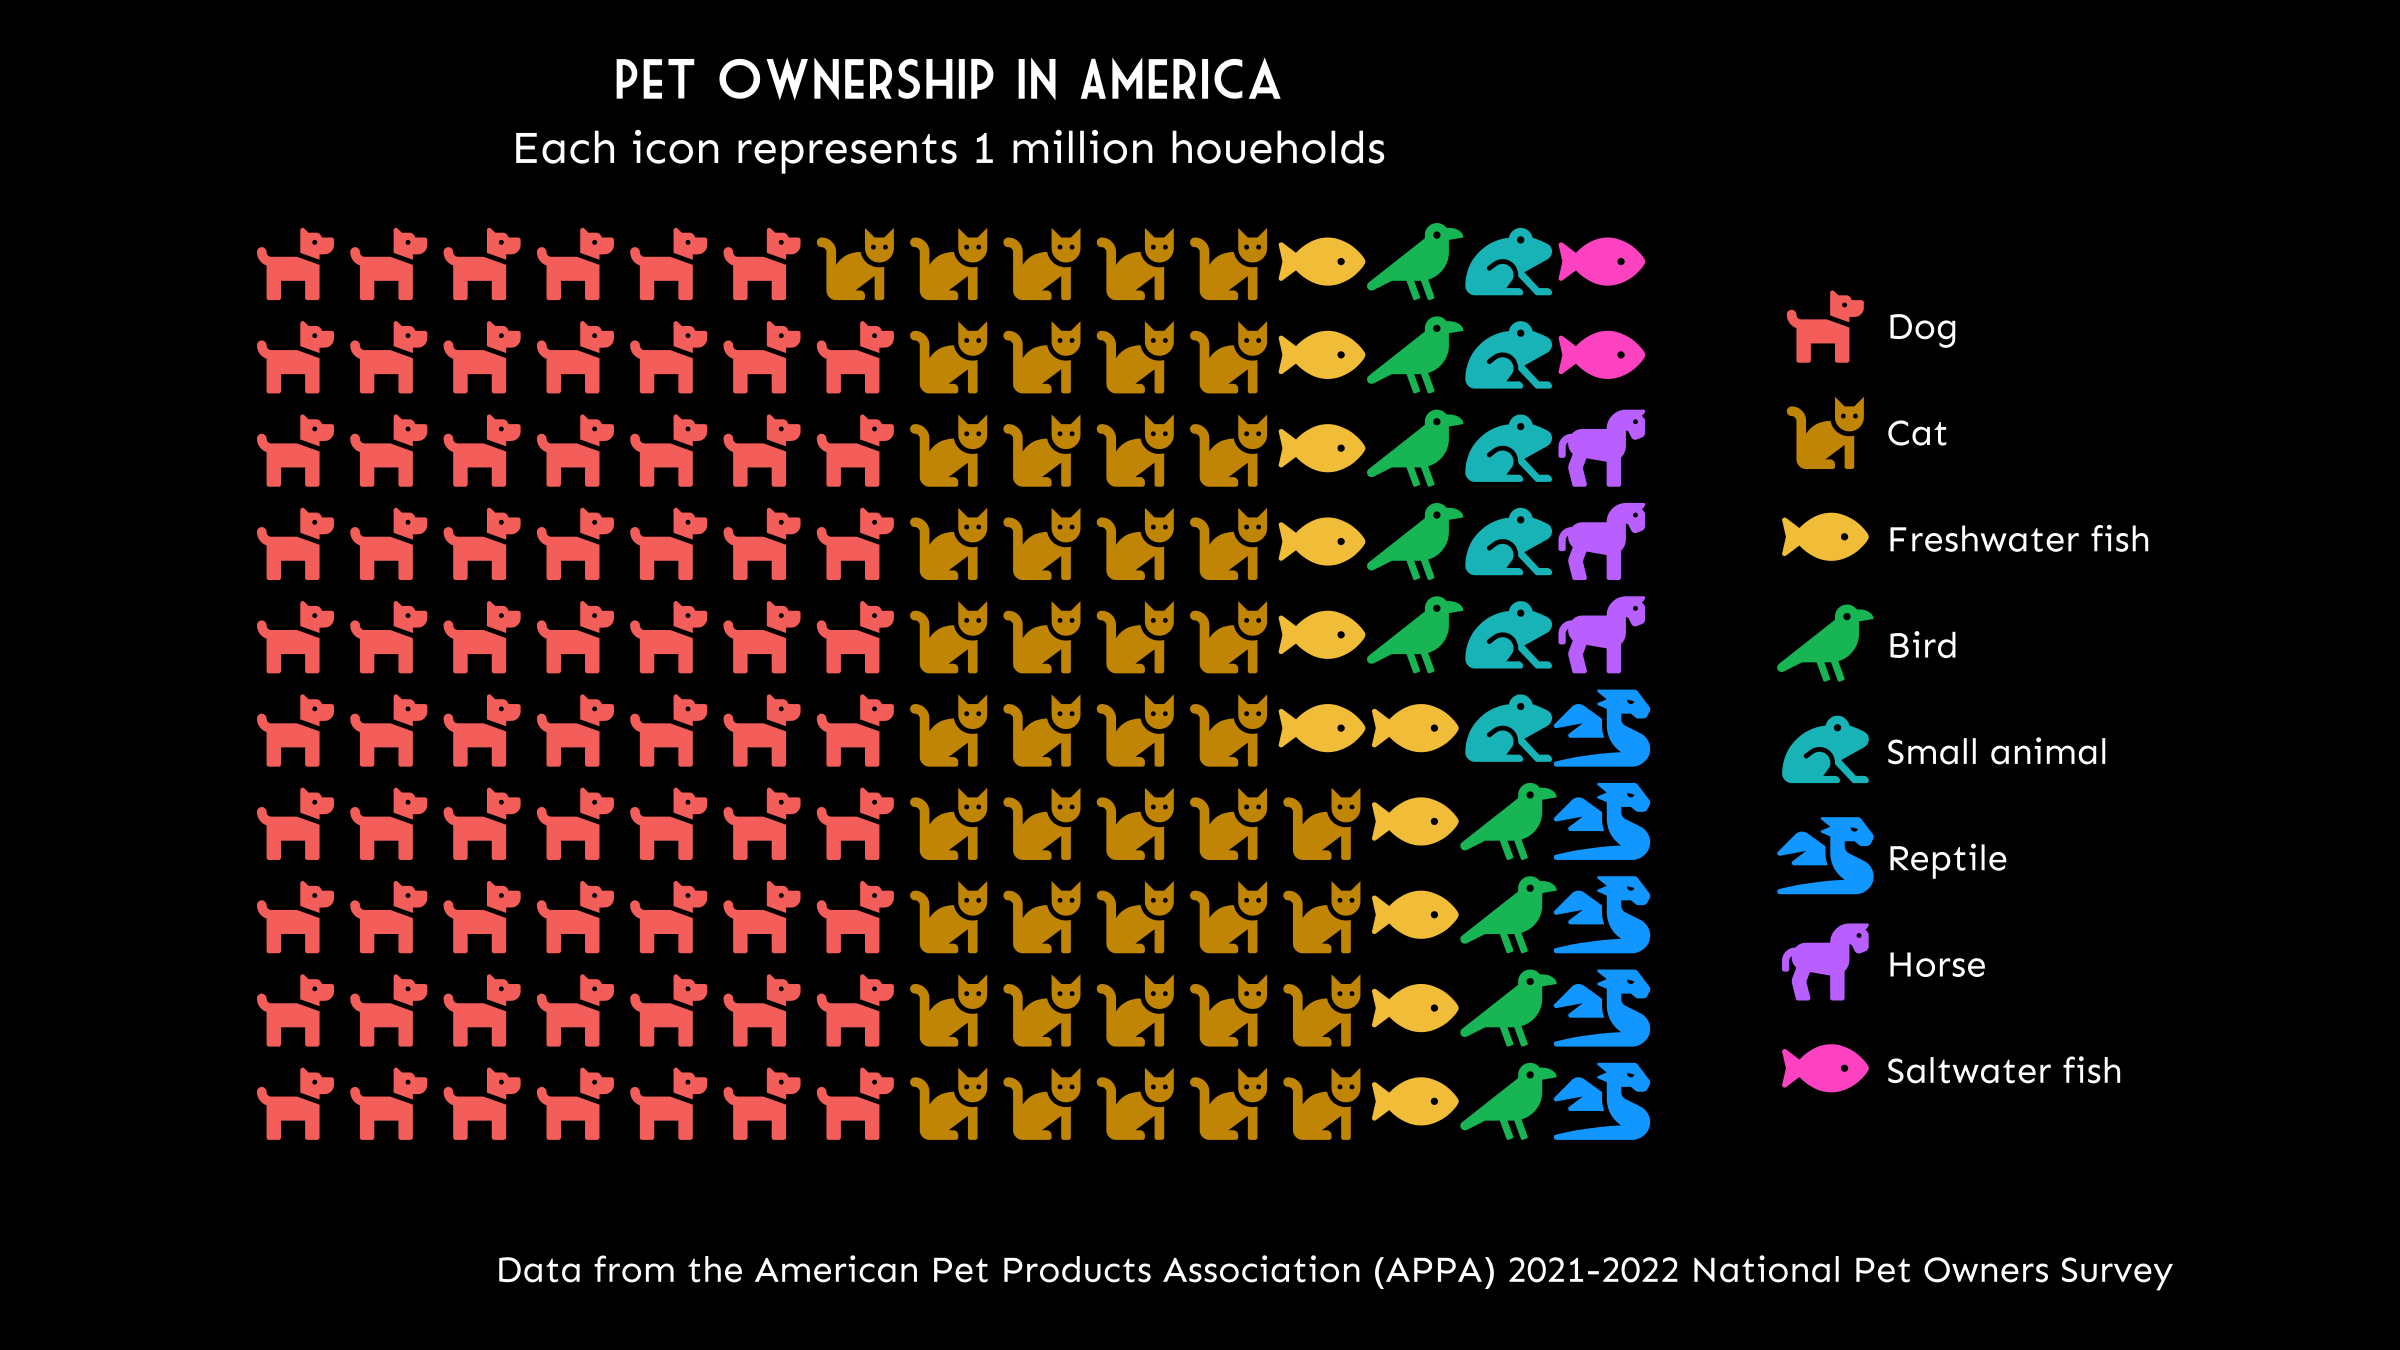 PET OWNERSHIP IN AMERICA
Each icon represents 1 million houeholds
Dog
Cat
Freshwater fish
Bird
Small animal
Reptile
Horse
Saltwater fish
Data from the American Pet Products Association (APPA) 2021-2022 National Pet Owners Survey